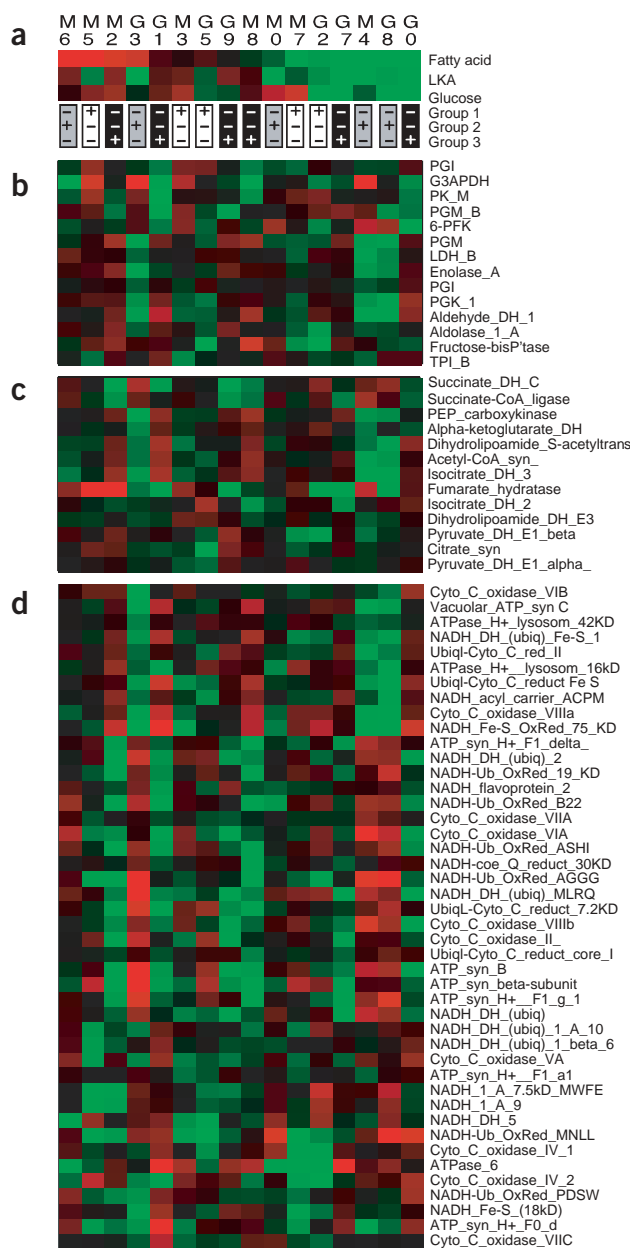 a
M M M G G M G G M M M G G M G G
6 5 2 3 1 3 5 9 8 0 7 2 7 4 8 0
Fatty acid
LKA
Glucose
− + − − − + + − − − + + − − − − Group 1
+ − − + − − − − − + − − − + + − Group 2
− − + − + − − + + − − − + − − + Group 3
b
PGI
G3APDH
PK_M
PGM_B
6-PFK
PGM
LDH_B
Enolase_A
PGI
PGK_1
Aldehyde_DH_1
Aldolase_1_A
Fructose-bisP'tase
TPI_B
c
Succinate_DH_C
Succinate-CoA_ligase
PEP_carboxykinase
Alpha-ketoglutarate_DH
Dihydrolipoamide_S-acetyltrans
Acetyl-CoA_syn_
Isocitrate_DH_3
Fumarate_hydratase
Isocitrate_DH_2
Dihydrolipoamide_DH_E3
Pyruvate_DH_E1_beta
Citrate_syn
Pyruvate_DH_E1_alpha_
d
Cyto_C_oxidase_VIB
Vacuolar_ATP_syn C
ATPase_H+_lysosom_42KD
NADH_DH_(ubiq)_Fe-S_1
Ubiql-Cyto_C_red_II
ATPase_H+__lysosom_16kD
Ubiql-Cyto_C_reduct Fe S
NADH_acyl_carrier_ACPM
Cyto_C_oxidase_VIIIa
NADH_Fe-S_OxRed_75_KD
ATP_syn_H+_F1_delta_
NADH_DH_(ubiq)_2
NADH-Ub_OxRed_19_KD
NADH_flavoprotein_2
NADH-Ub_OxRed_B22
Cyto_C_oxidase_VIIA
Cyto_C_oxidase_VIA
NADH-Ub_OxRed_ASHI
NADH-coe_Q_reduct_30KD
NADH-Ub_OxRed_AGGG
NADH_DH_(ubiq)_MLRQ
UbiqL-Cyto_C_reduct_7.2KD
Cyto_C_oxidase_VIIIb
Cyto_C_oxidase_II_
Ubiql-Cyto_C_reduct_core_I
ATP_syn_B
ATP_syn_beta-subunit
ATP_syn_H+__F1_g_1
NADH_DH_(ubiq)
NADH_DH_(ubiq)_1_A_10
NADH_DH_(ubiq)_1_beta_6
Cyto_C_oxidase_VA
ATP_syn_H+__F1_a1
NADH_1_A_7.5kD_MWFE
NADH_1_A_9
NADH_DH_5
NADH-Ub_OxRed_MNLL
Cyto_C_oxidase_IV_1
ATPase_6
Cyto_C_oxidase_IV_2
NADH-Ub_OxRed_PDSW
NADH_Fe-S_(18kD)
ATP_syn_H+_F0_d
Cyto_C_oxidase_VIIC